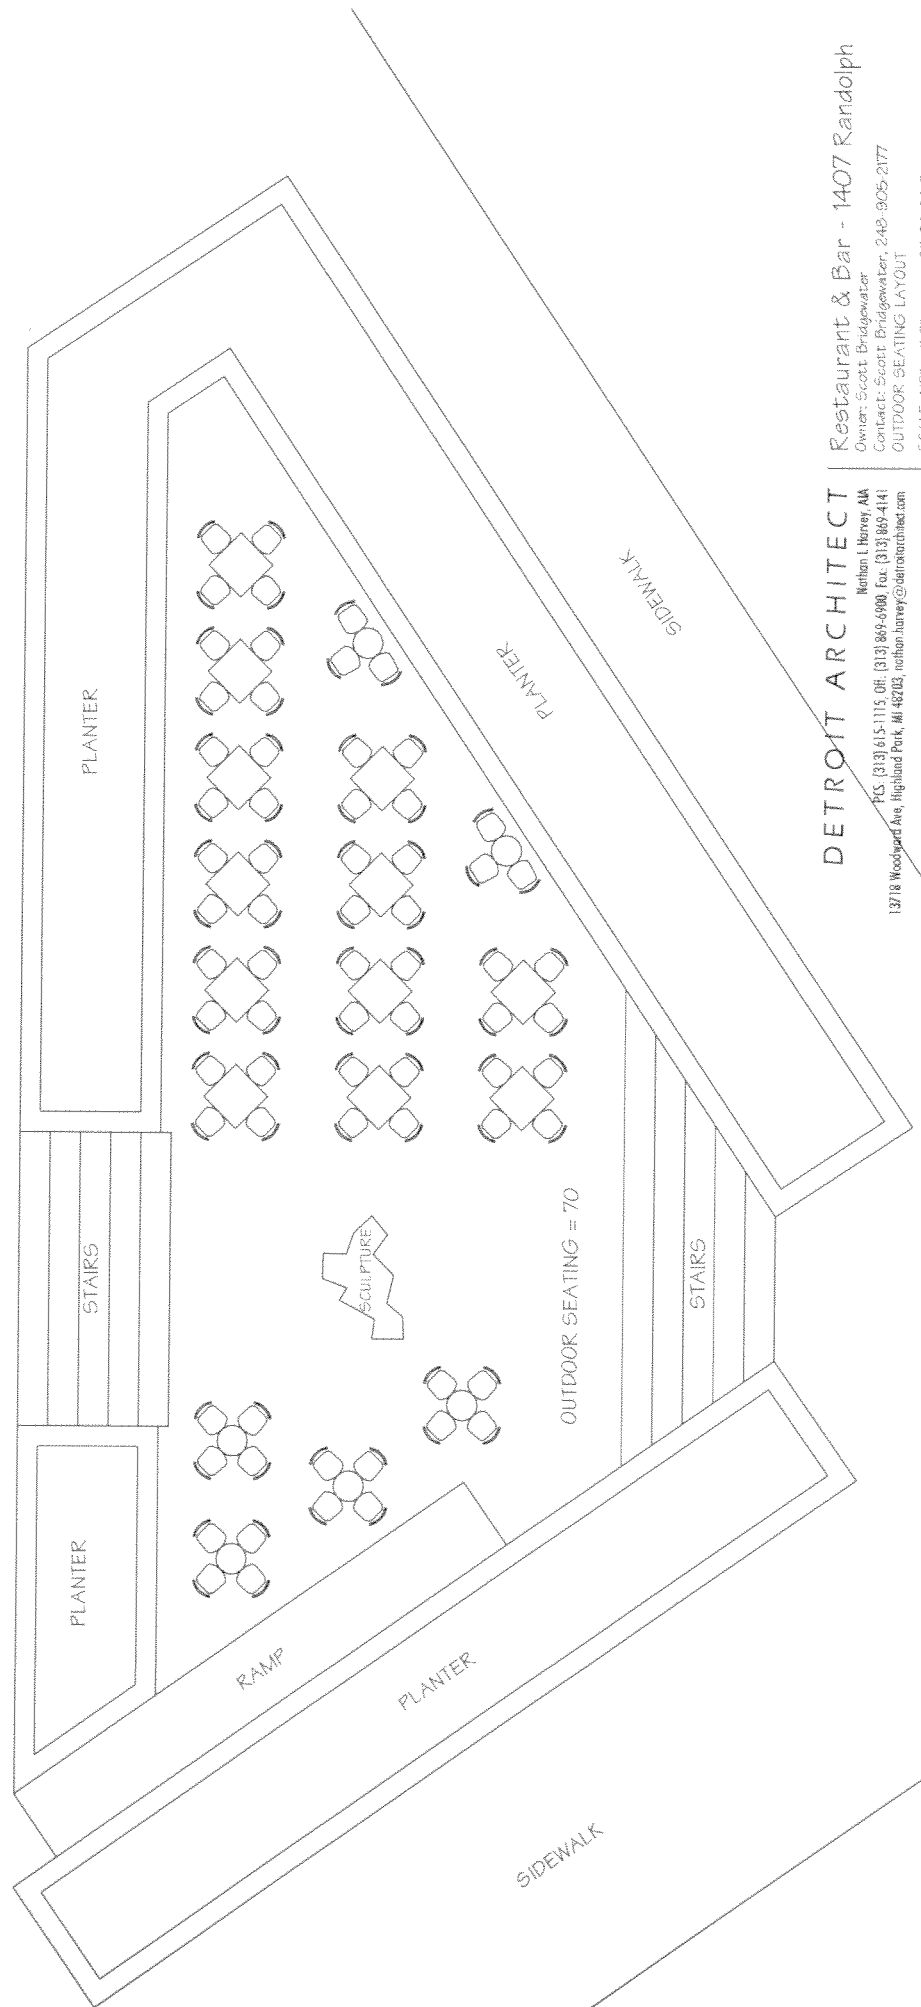 PLANTER
STAIRS
PLANTER
RAMP
PLANTER
SIDEWALK
SCULPTURE
OUTDOOR SEATING = 70
STAIRS
PLANTER
SIDEWALK
DETROIT ARCHITECT
Nathan L Harvey, AIA
PCS: (313) 615-1115, Off: (313) 869-6900, Fax: (313) 869-4141
13718 Woodward Ave, Highland Park, MI 48203, nathan.harvey@detroitarchitect.com
Restaurant & Bar - 1407 Randolph
Owner: Scott Bridgewater
Contact: Scott Bridgewater, 248-905-2177
OUTDOOR SEATING LAYOUT